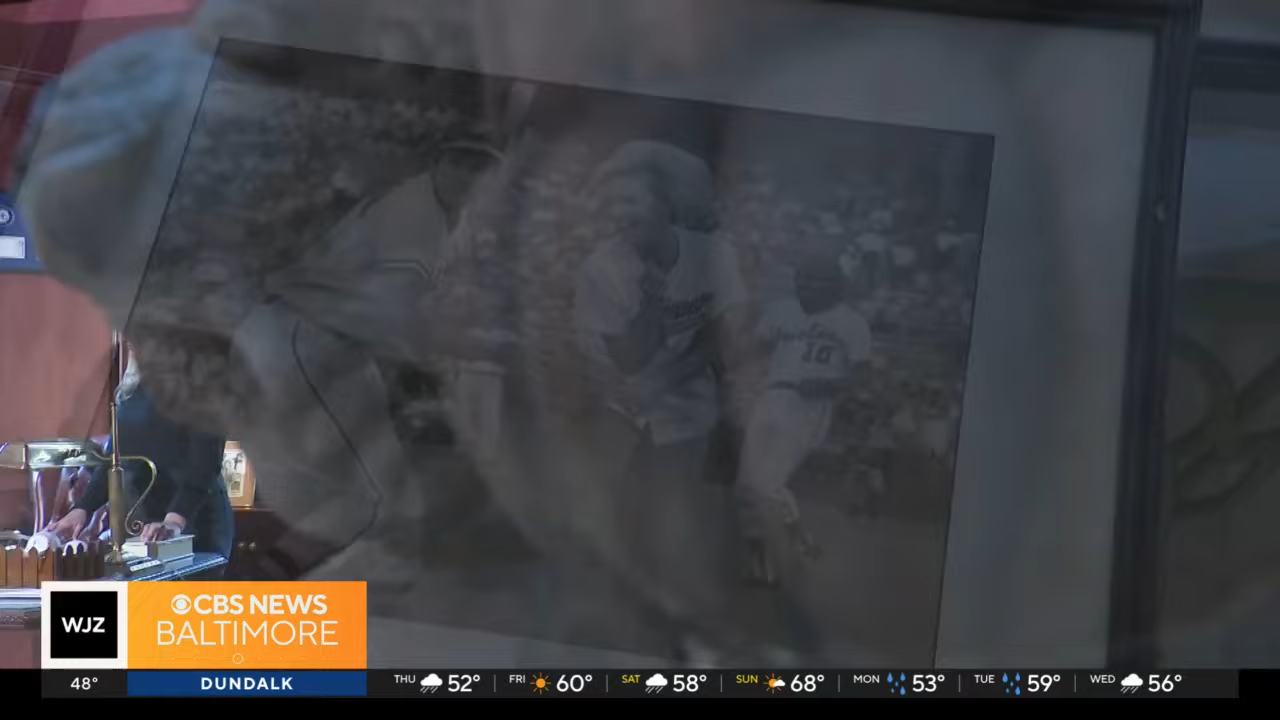 10
WJZ
CBS NEWS
BALTIMORE
48°
DUNDALK
THU 52° FRI 60° SAT 58° SUN 68° MON 53° TUE 59° WED 56°